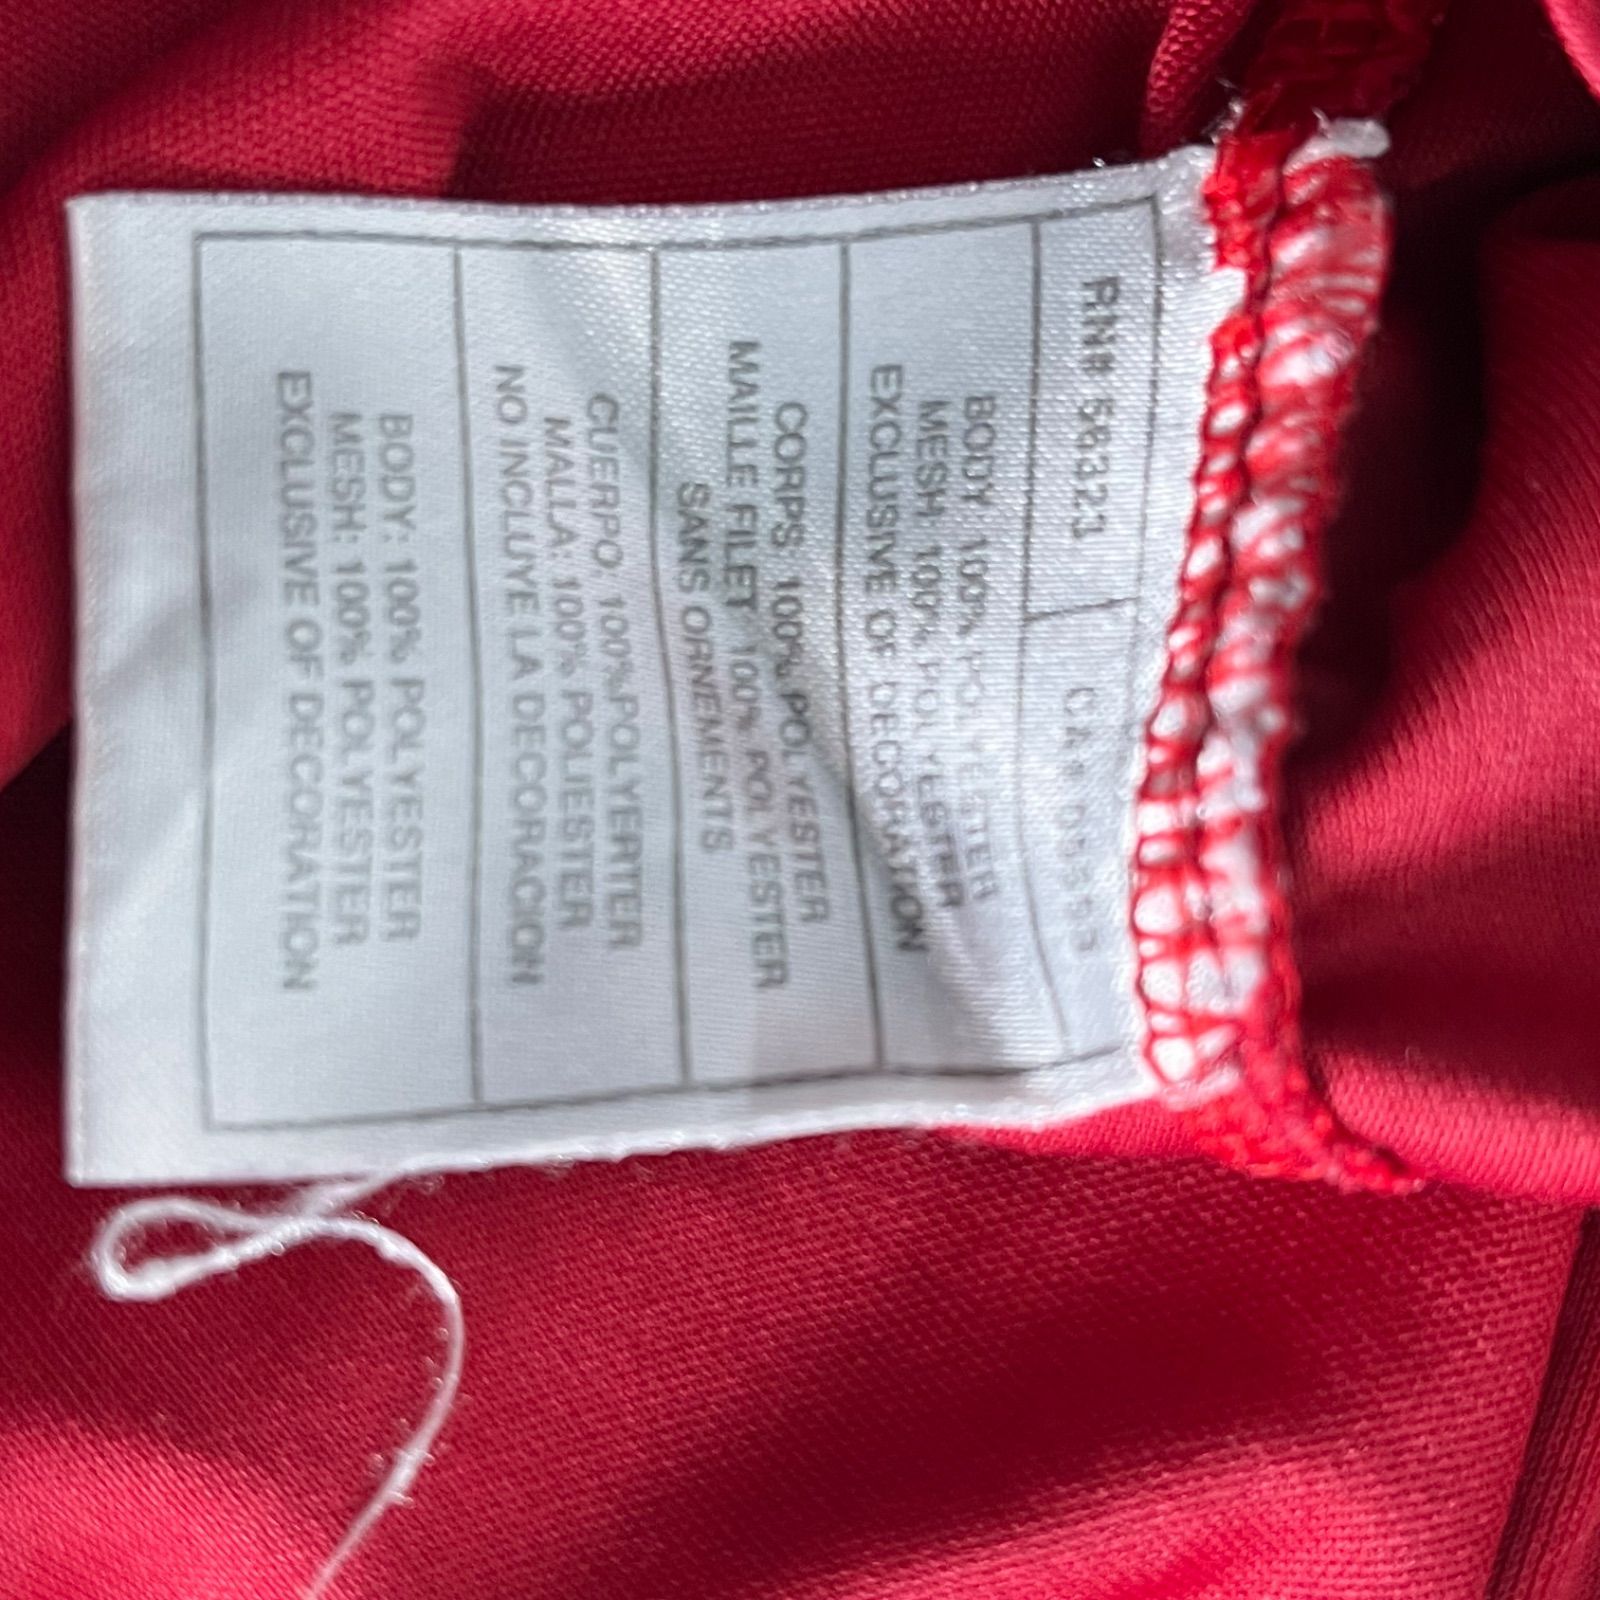 RN# 56323
CA# 05553
BODY 100% POLYESTER
MESH: 100% POLYESTER
EXCLUSIVE OF DECORATION
CORPS 100% POLYESTER
MAILLE FILET 100% POLYESTER
SANS ORNEMENTS
CUERPO: 100%POLYERTIER
MALLA: 100% POLIESTER
NO INCLUYE LA DECORACION
BODY: 100% POLYESTER
MESH: 100% POLYESTER
EXCLUSIVE OF DECORATION